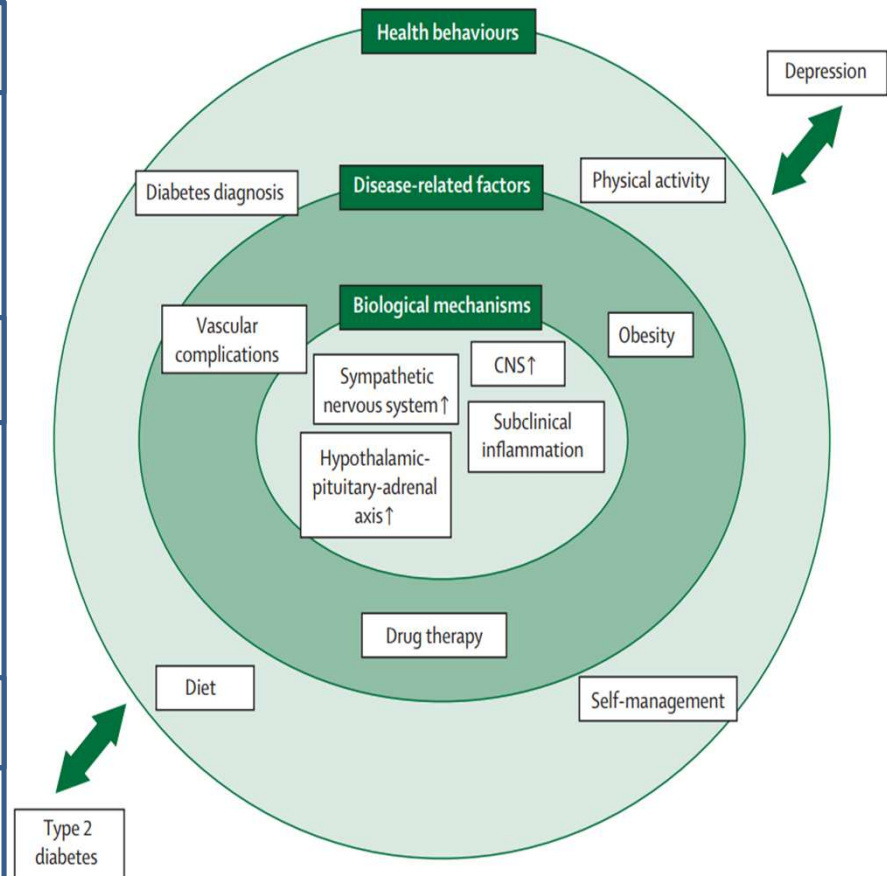 Health behaviours
Depression
Diabetes diagnosis
Disease-related factors
Physical activity
Biological mechanisms
Vascular
complications
Obesity
Sympathetic
nervous system↑
CNS↑
Subclinical
inflammation
Hypothalamic-
pituitary-adrenal
axis↑
Drug therapy
Diet
Self-management
Type 2
diabetes